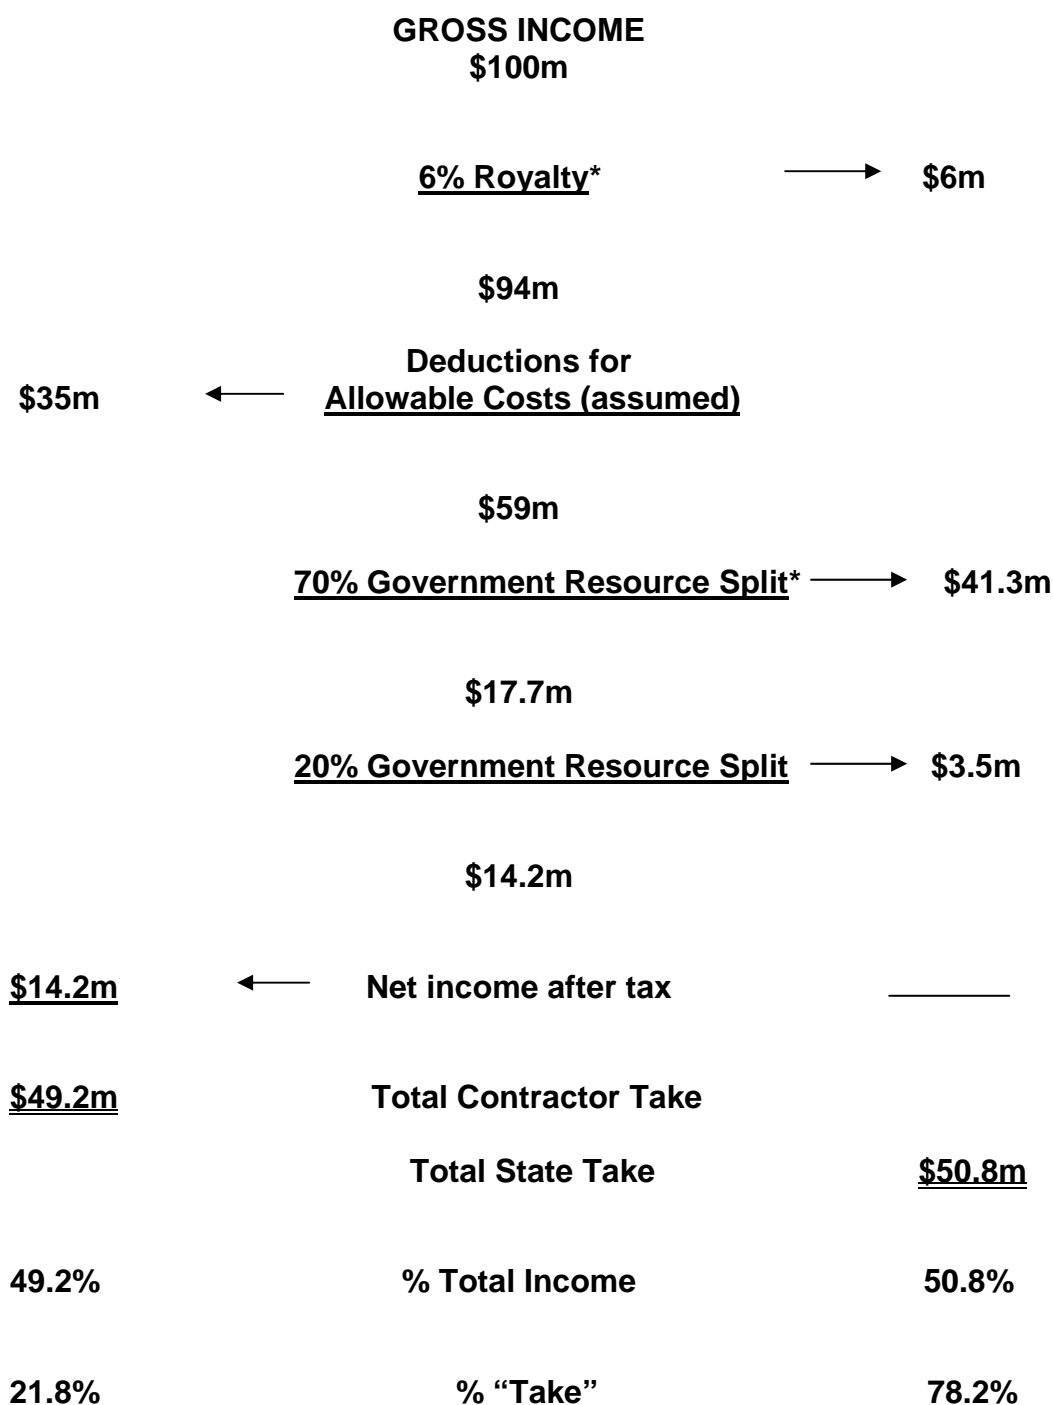 GROSS INCOME
$100m
6% Royalty* $6m
$94m
Deductions for
$35m Allowable Costs (assumed)
$59m
70% Government Resource Split* $41.3m
$17.7m
20% Government Resource Split $3.5m
$14.2m
$14.2m Net income after tax
$49.2m Total Contractor Take
Total State Take $50.8m
49.2% % Total Income 50.8%
21.8% % “Take” 78.2%